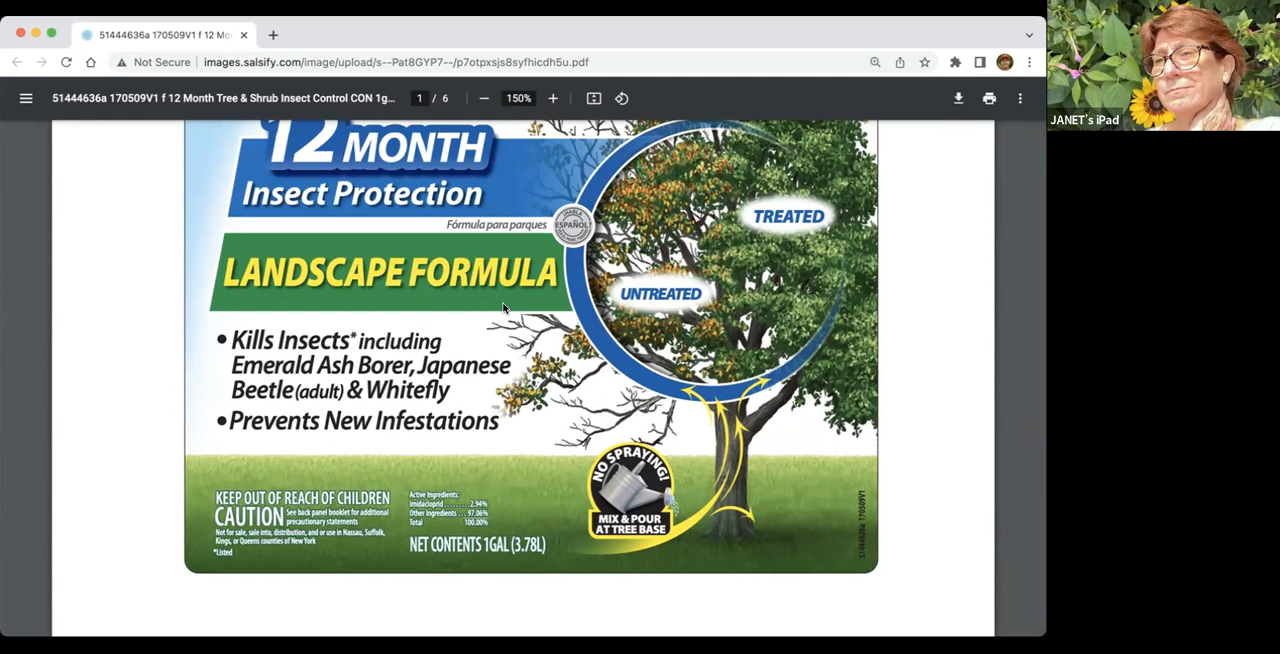 51444636a 170509V1 f 12 Mo
Not Secure
images.salsify.com/image/upload/s--Pat8GYP7--/p7otpxsjs8syfhicdh5u.pdf
51444636a 170509V1 f 12 Month Tree & Shrub Insect Control CON 1g...
1 / 6
150%
JANET's iPad
12 MONTH
Insect Protection
Fórmula para parques
ESPAÑOL?
LANDSCAPE FORMULA
TREATED
UNTREATED
• Kills Insects* including
Emerald Ash Borer, Japanese
Beetle (adult) & Whitefly
• Prevents New Infestations
NO SPRAYING!
MIX & POUR
AT TREE BASE
KEEP OUT OF REACH OF CHILDREN
CAUTION See back panel booklet for additional
precautionary statements
Not for sale, sale into, distribution, and or use in Nassau, Suffolk,
Kings, or Queens counties of New York
*Listed
Active Ingredients:
Imidacloprid ......... 2.94%
Other Ingredients ... 97.06%
Total 100.00%
NET CONTENTS 1GAL (3.78L)
51444636a 170509V1